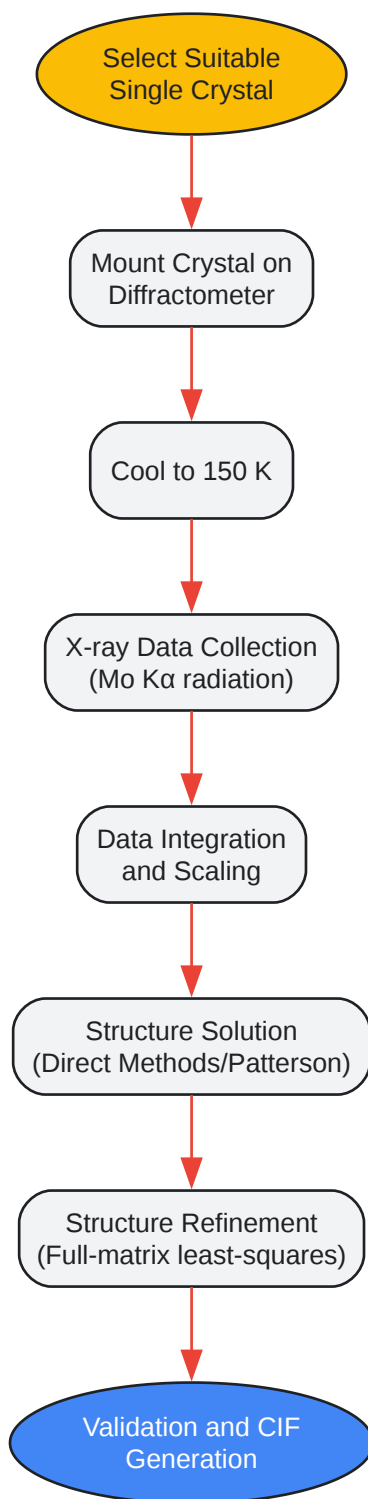 Select Suitable
Single Crystal
Mount Crystal on
Diffractometer
Cool to 150 K
X-ray Data Collection
(Mo Kα radiation)
Data Integration
and Scaling
Structure Solution
(Direct Methods/Patterson)
Structure Refinement
(Full-matrix least-squares)
Validation and CIF
Generation